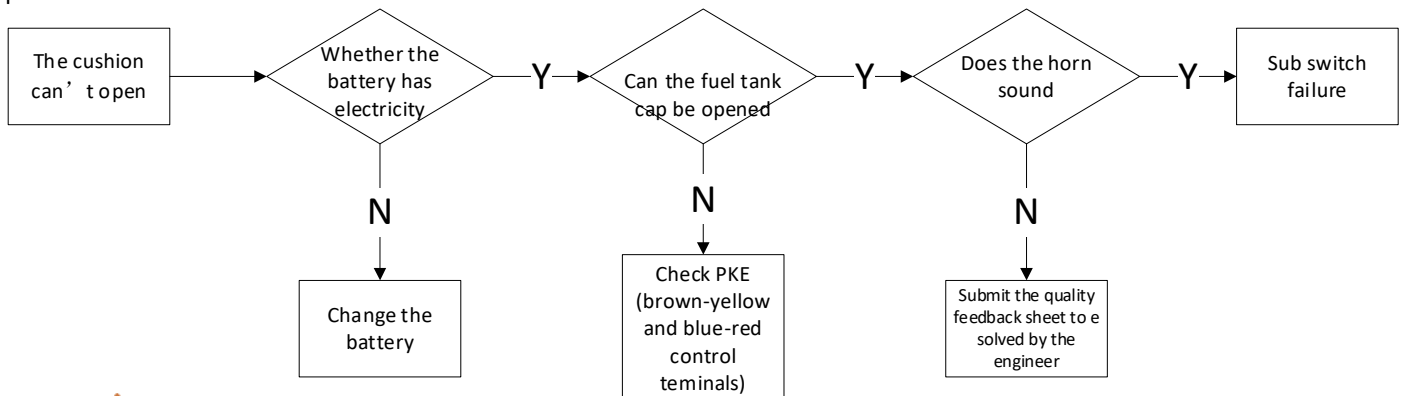 The cushion
can't open
Whether the
battery has
electricity
Y
Can the fuel tank
cap be opened
Y
Does the horn
sound
Y
Sub switch
failure
N
Change the
battery
N
Check PKE
(brown-yellow
and blue-red
control
teminals)
N
Submit the quality
feedback sheet to e
solved by the
engineer